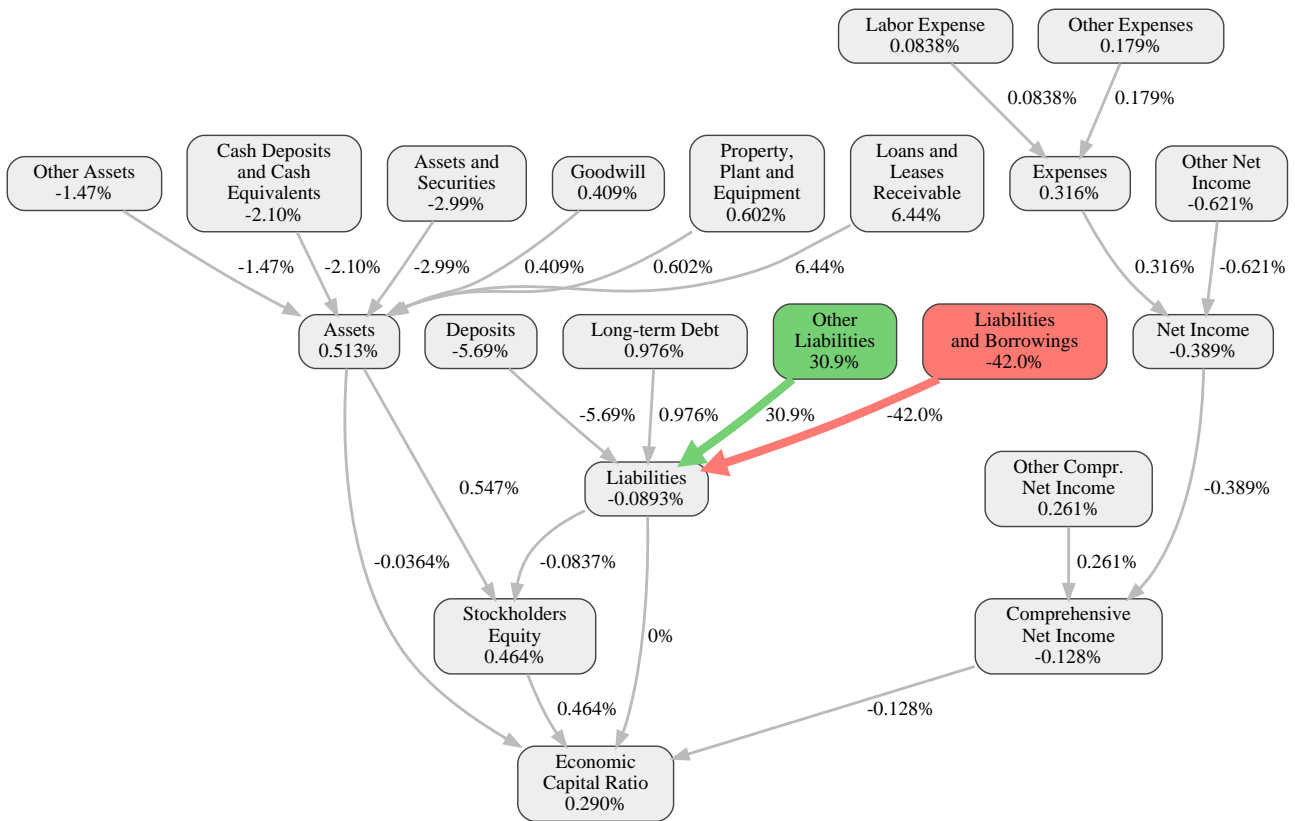 Labor Expense
0.0838%
Other Expenses
0.179%
0.0838%
0.179%
Other Assets
-1.47%
Cash Deposits
and Cash
Equivalents
-2.10%
Assets and
Securities
-2.99%
Goodwill
0.409%
Property,
Plant and
Equipment
0.602%
Loans and
Leases
Receivable
6.44%
Expenses
0.316%
Other Net
Income
-0.621%
-1.47%
-2.10%
-2.99%
0.409%
0.602%
6.44%
0.316%
-0.621%
Assets
0.513%
Deposits
-5.69%
Long-term Debt
0.976%
Other
Liabilities
30.9%
Liabilities
and Borrowings
-42.0%
Net Income
-0.389%
-5.69%
0.976%
30.9%
-42.0%
Liabilities
-0.0893%
Other Compr.
Net Income
0.261%
0.547%
-0.389%
-0.0364%
-0.0837%
0.261%
Stockholders
Equity
0.464%
0%
Comprehensive
Net Income
-0.128%
0.464%
-0.128%
Economic
Capital Ratio
0.290%